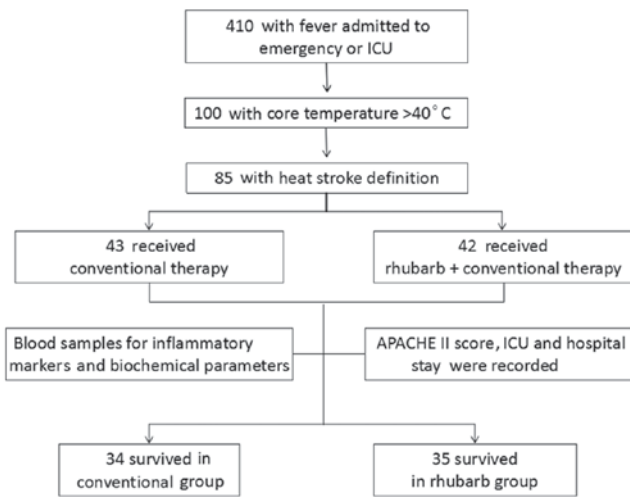 410 with fever admitted to
emergency or ICU
100 with core temperature >40°C
85 with heat stroke definition
43 received
conventional therapy
42 received
rhubarb + conventional therapy
Blood samples for inflammatory
markers and biochemical parameters
APACHE II score, ICU and hospital
stay were recorded
34 survived in
conventional group
35 survived
in rhubarb group